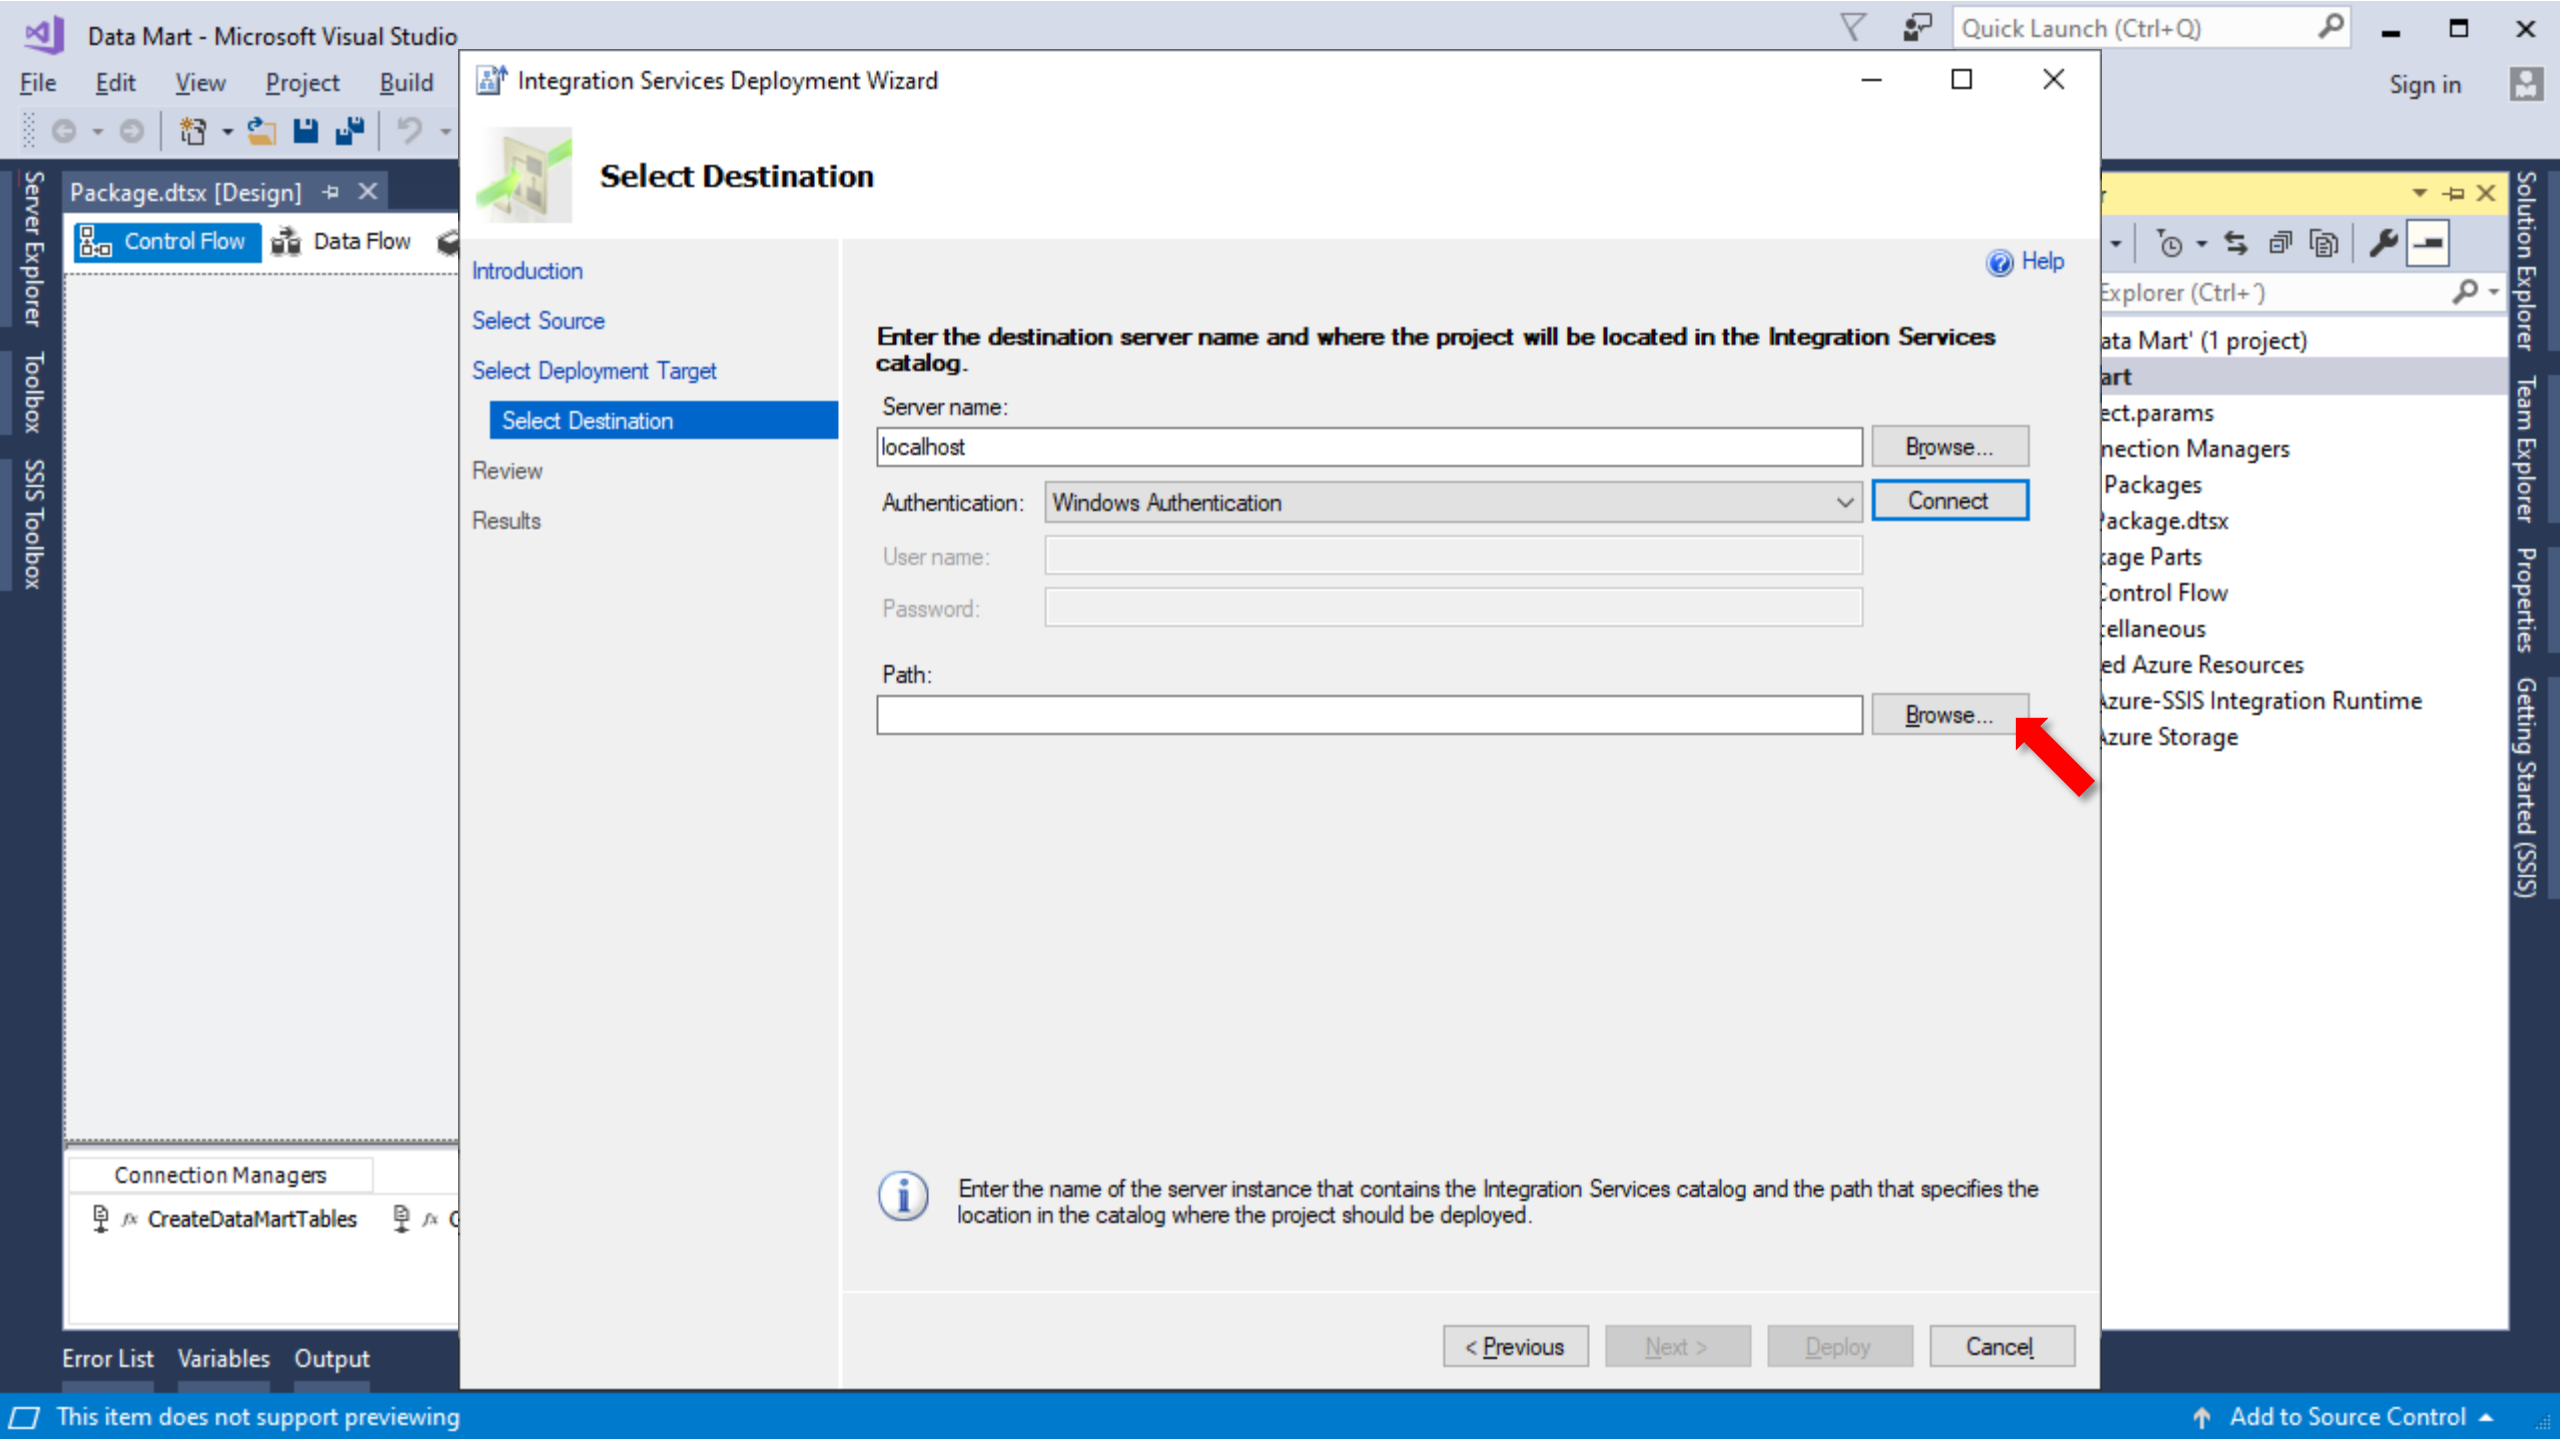 Data Mart - Microsoft Visual Studio
Quick Launch (Ctrl+Q)
File Edit View Project Build
Sign in
Integration Services Deployment Wizard
Select Destination
Server Explorer
Toolbox
SSIS Toolbox
Package.dtsx [Design]
Control Flow
Data Flow
Introduction
Select Source
Select Deployment Target
Select Destination
Review
Results
Help
Enter the destination server name and where the project will be located in the Integration Services
catalog.
Server name:
localhost
Browse...
Authentication:
Windows Authentication
Connect
User name:
Password:
Path:
Browse...
Enter the name of the server instance that contains the Integration Services catalog and the path that specifies the
location in the catalog where the project should be deployed.
< Previous
Next >
Deploy
Cancel
Explorer (Ctrl+´)
ata Mart' (1 project)
art
ect.params
nection Managers
Packages
ackage.dtsx
age Parts
Control Flow
ellaneous
ed Azure Resources
Azure-SSIS Integration Runtime
Azure Storage
Solution Explorer
Team Explorer
Properties
Getting Started (SSIS)
Connection Managers
CreateDataMartTables
Error List Variables Output
This item does not support previewing
Add to Source Control